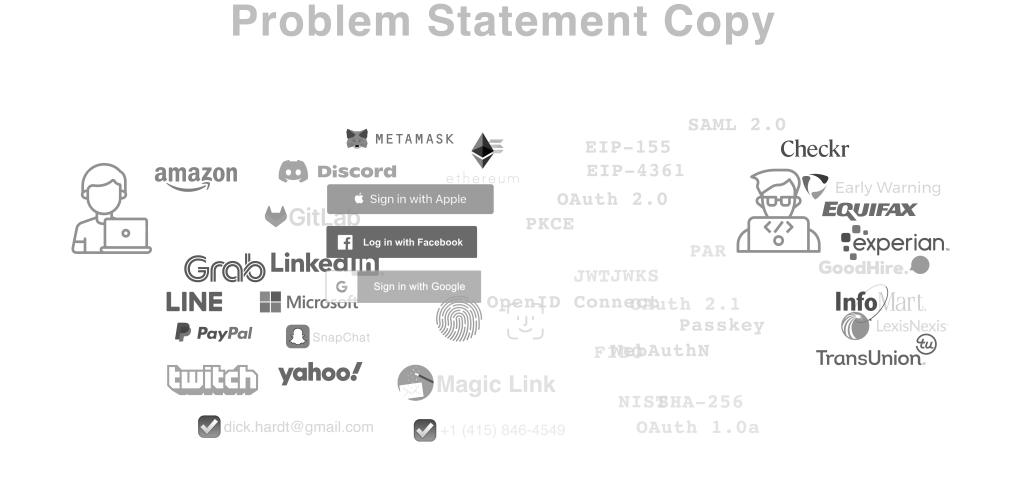 Problem Statement Copy
SAML 2.0
METAMASK
EIP-155
Checkr
ethereum
EIP-4361
amazon
Discord
Early Warning
Sign in with Apple
OAuth 2.0
EQUIFAX
GitLab
PKCE
Log in with Facebook
experian.
PAR
Grab
LinkedIn
GoodHire.
JWTJWKS
G
Sign in with Google
LINE
Microsoft
OpenID Connect
OAuth 2.1
InfoMart.
PayPal
SnapChat
Passkey
LexisNexis
tu
FIDO
WebAuthN
TransUnion
twitch
yahoo!
Magic Link
NIST
SHA-256
dick.hardt@gmail.com
+1 (415) 846-4549
OAuth 1.0a